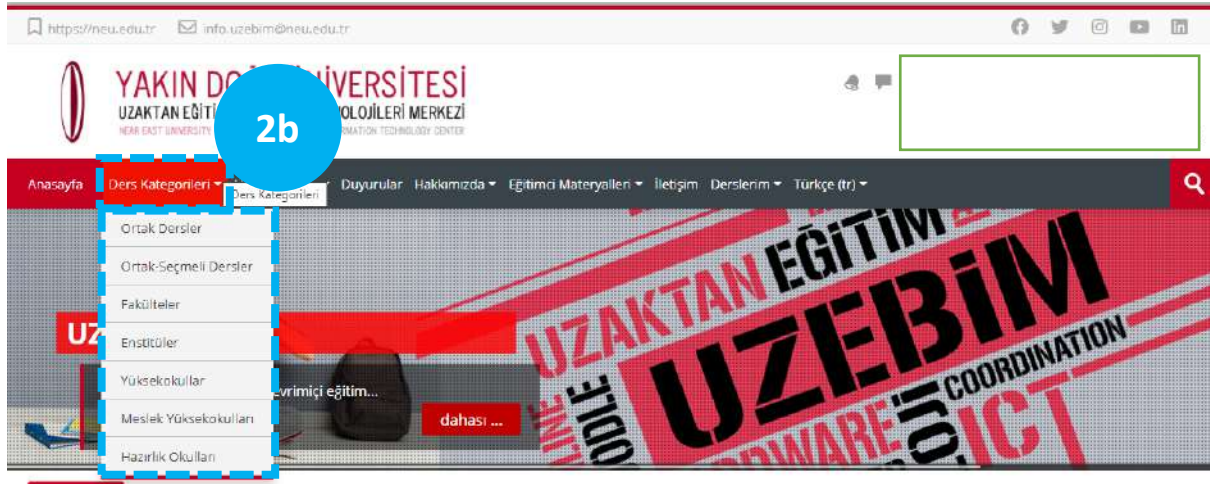 https://neu.edu.tr info.uzebim@neu.edu.tr
YAKIN DOĞU ÜNİVERSİTESİ
UZAKTAN EĞİTİ OLOJİLERİ MERKEZİ
NEAR EAST UNIVERSITY RMATION TECHNOLOGY CENTER
2b
Anasayfa Ders Kategorileri Duyurular Hakkımızda Eğitimci Materyalleri İletişim Derslerim Türkçe (tr)
Ders Kategorileri
Ortak Dersler
Ortak-Seçmeli Dersler
Fakülteler
Enstitüler
Yüksekokullar
Meslek Yüksekokulları
Hazırlık Okulları
UZ
evrimiçi eğitim...
dahası ...
UZAKTAN EĞİTİM
UZEBİM
COORDINATION
ICT